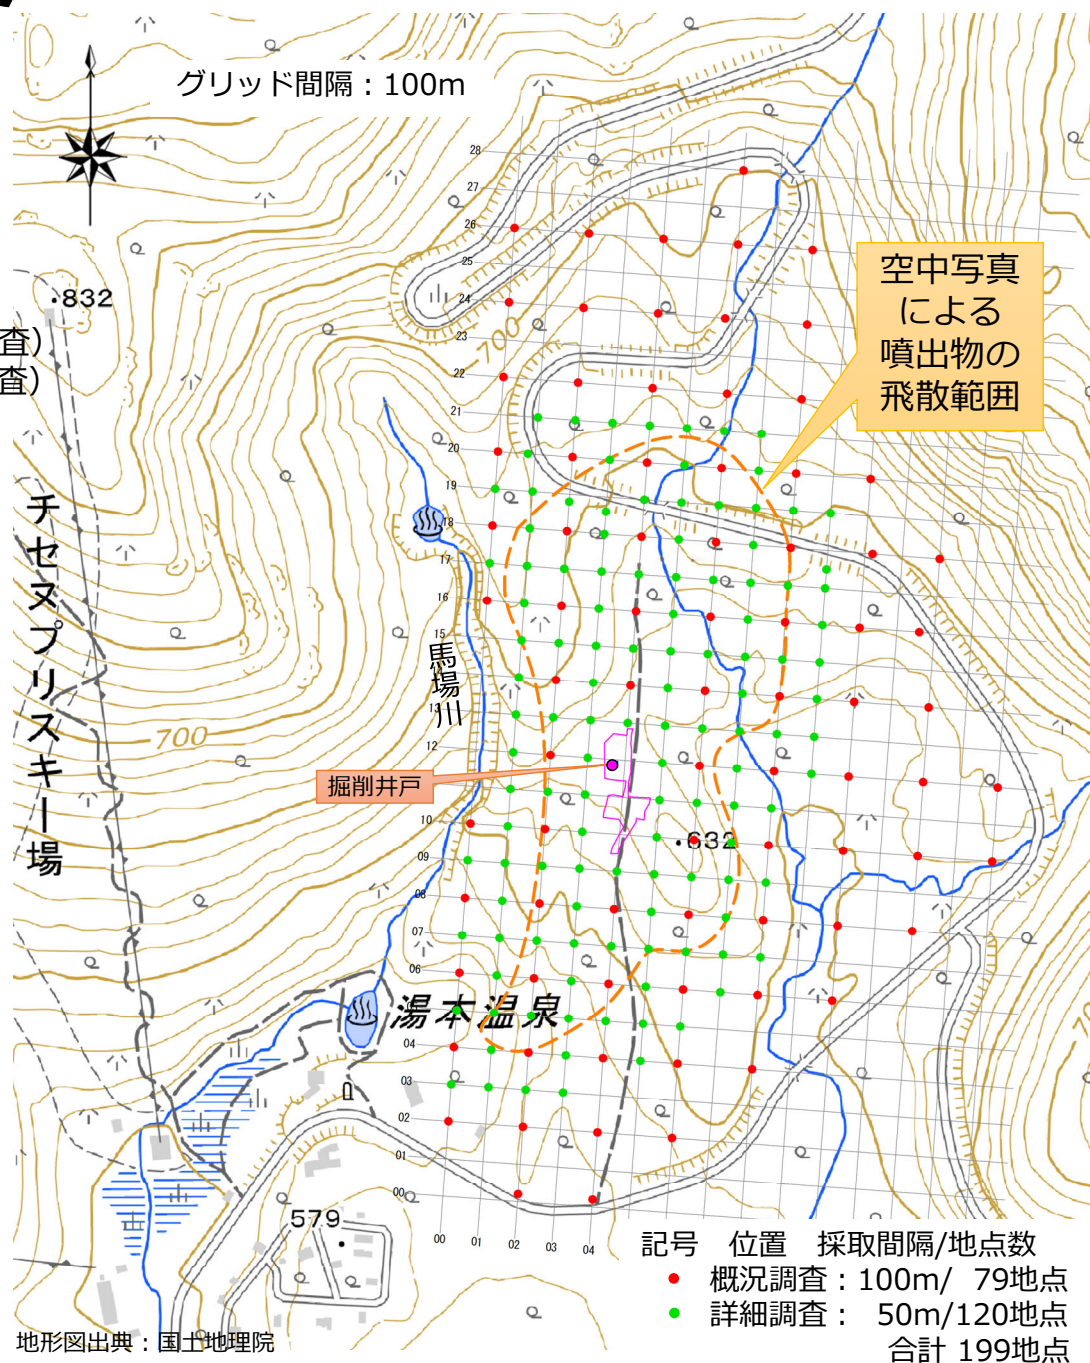 グリッド間隔：100m
28
27
26
25
24
23
22
21
20
19
18
17
16
15
13
12
10
09
08
07
06
04
03
02
01
00
00 01 02 03 04
・832
査）
査）
700
空中写真
による
噴出物の
飛散範囲
チセヌプリスキー場
馬場川
700
掘削井戸
・632
湯本温泉
579
記号 位置 採取間隔/地点数
● 概況調査：100m/ 79地点
● 詳細調査： 50m/120地点
合計 199地点
地形図出典：国土地理院